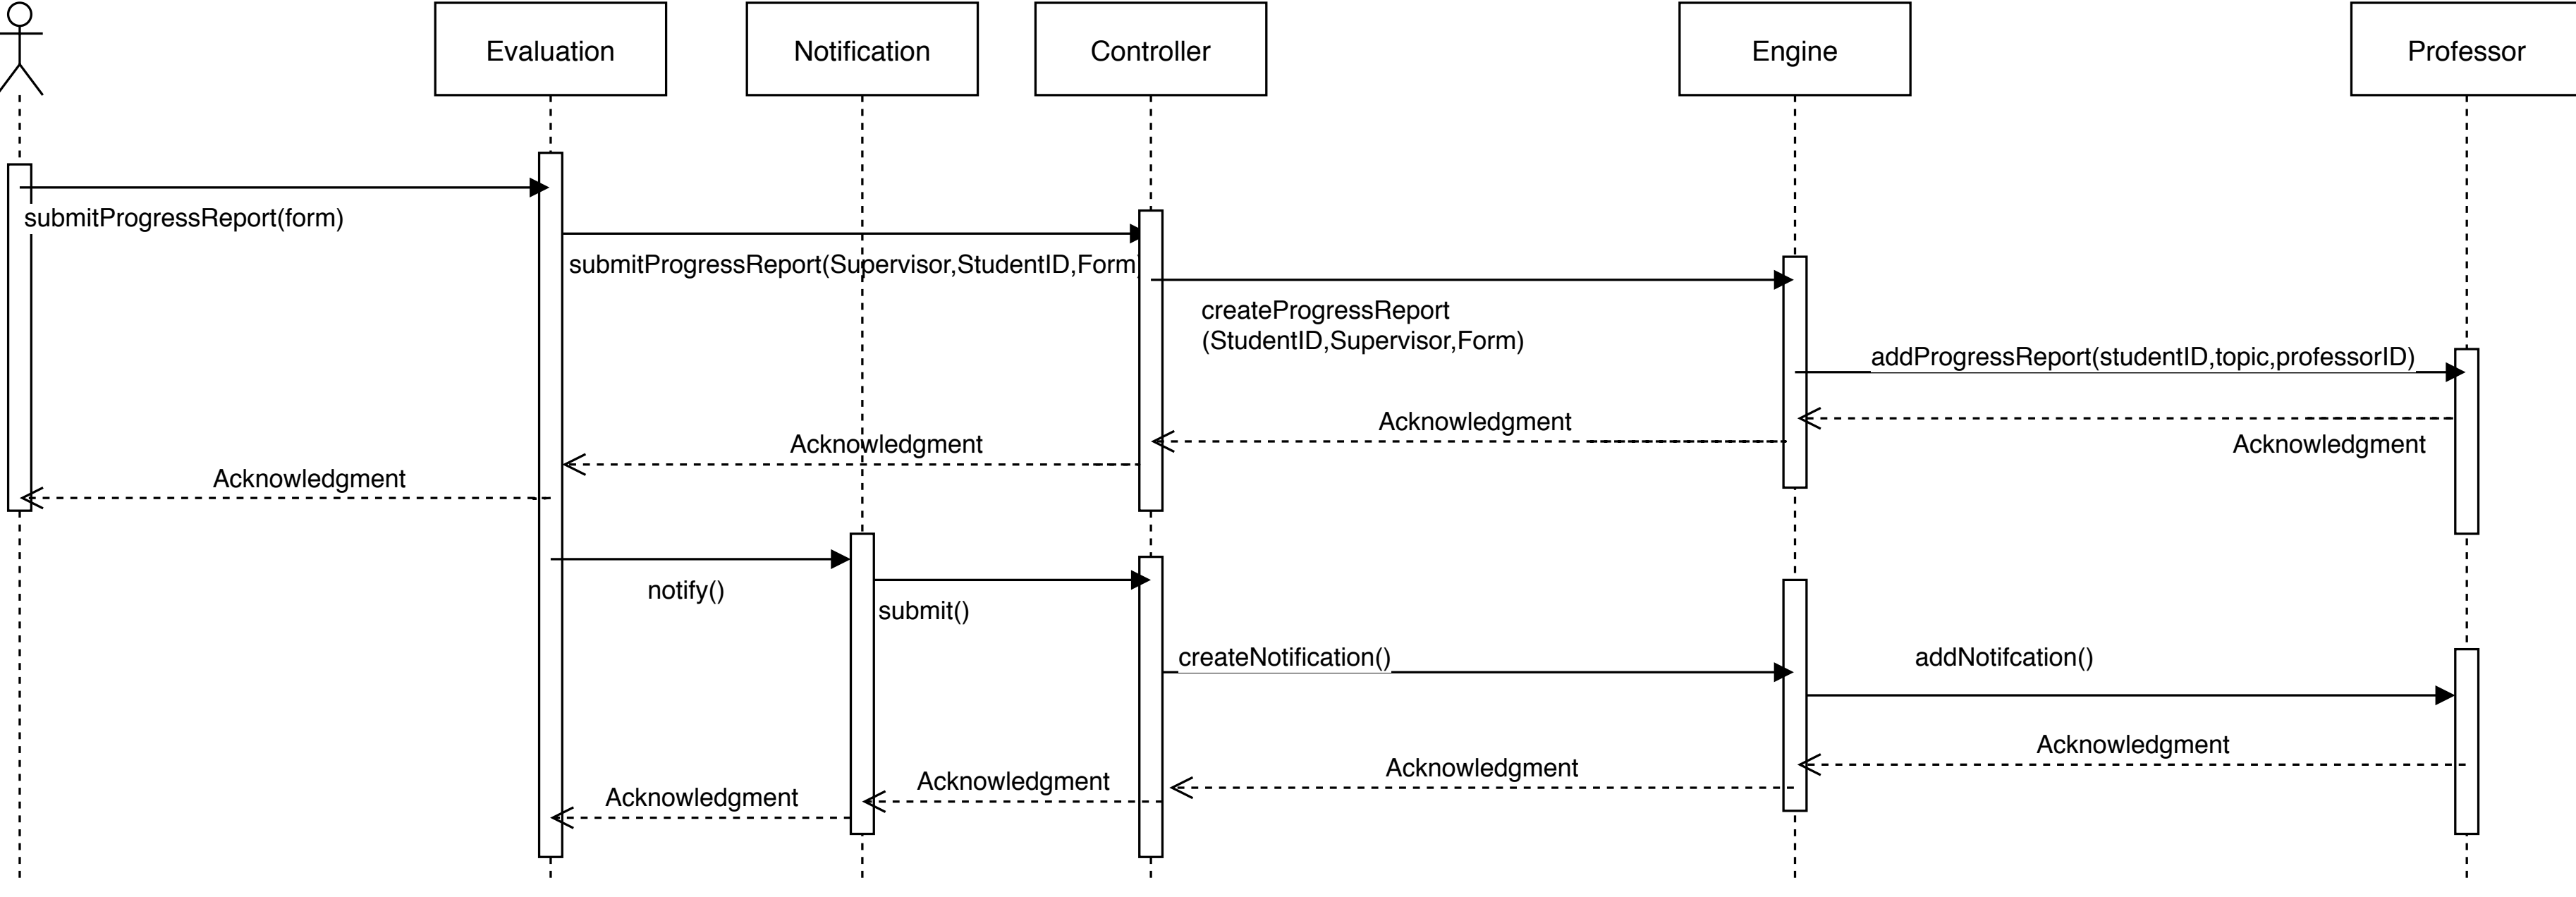 Evaluation
Notification
Controller
Engine
Professor
submitProgressReport(form)
submitProgressReport(Supervisor,StudentID,Form)
createProgressReport
(StudentID,Supervisor,Form)
addProgressReport(studentID,topic,professorID)
Acknowledgment
Acknowledgment
Acknowledgment
Acknowledgment
notify()
submit()
createNotification()
addNotifcation()
Acknowledgment
Acknowledgment
Acknowledgment
Acknowledgment